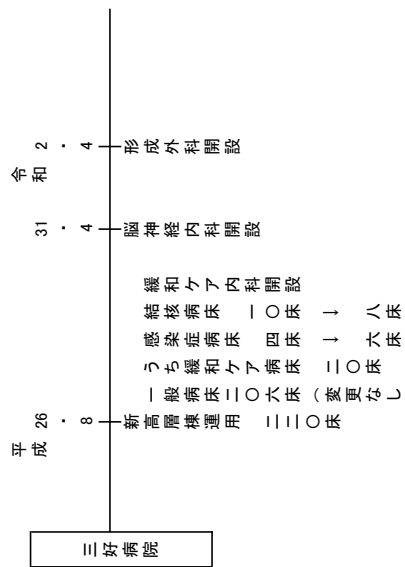 三好病院
平成
26・8
新高層棟運用 二二〇床
一般病床二〇六床（変更なし
うち緩和ケア病床 二〇床
感染症病床 四床 → 六床
結核病床 一〇床 → 八床
緩和ケア内科開設
31・4
脳神経内科開設
令和
2・4
形成外科開設